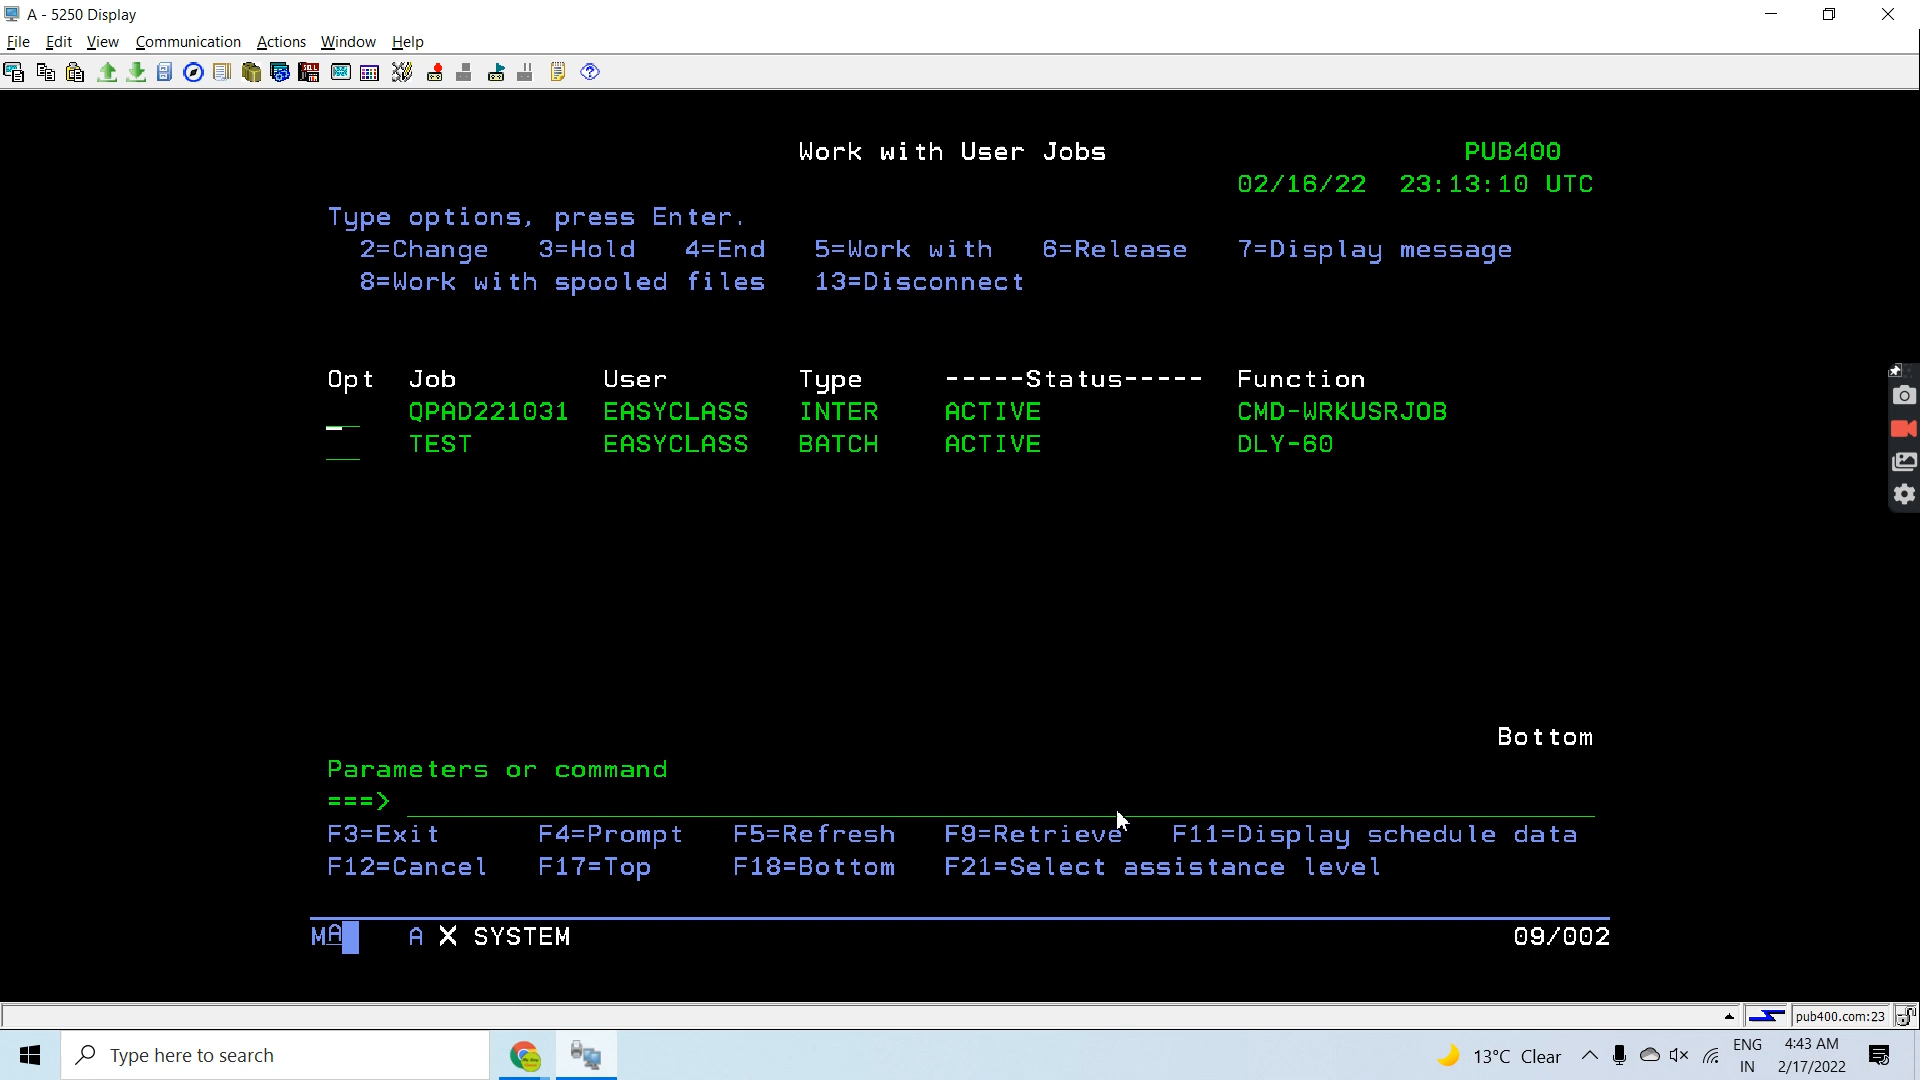 A - 5250 Display
File Edit View Communication Actions Window Help
Work with User Jobs PUB400
02/16/22 23:13:10 UTC
Type options, press Enter.
2=Change 3=Hold 4=End 5=Work with 6=Release 7=Display message
8=Work with spooled files 13=Disconnect
Opt Job User Type -----Status----- Function
QPAD221031 EASYCLASS INTER ACTIVE CMD-WRKUSRJOB
TEST EASYCLASS BATCH ACTIVE DLY-60
Bottom
Parameters or command
===>
F3=Exit F4=Prompt F5=Refresh F9=Retrieve F11=Display schedule data
F12=Cancel F17=Top F18=Bottom F21=Select assistance level
MA A X SYSTEM 09/002
pub400.com:23
Type here to search
13°C Clear
ENG
IN
4:43 AM
2/17/2022